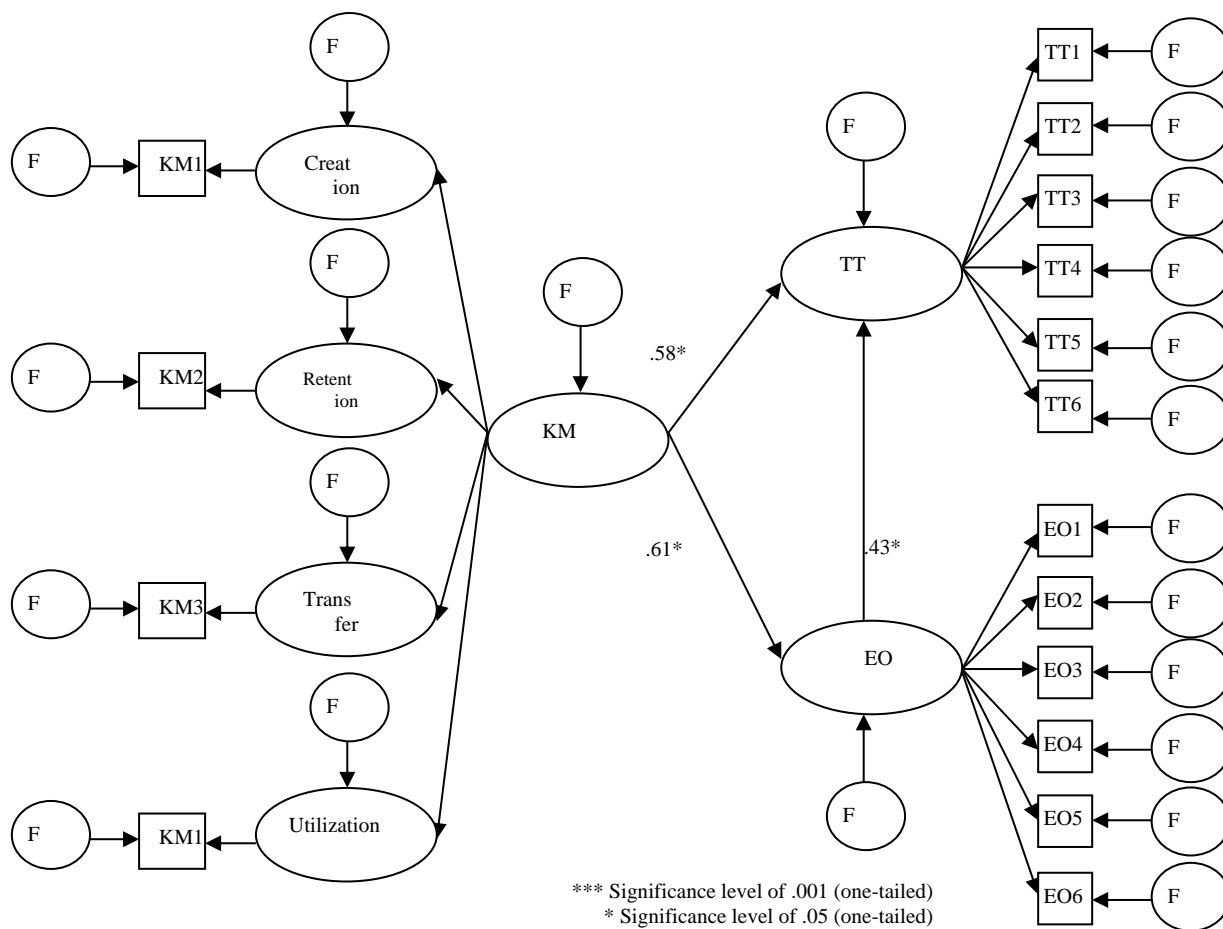 F
TT1
F
F
TT2
F
F
KM1
Creat
ion
TT3
F
F
TT
TT4
F
F
F
TT5
F
.58*
F
KM2
Retent
ion
TT6
F
KM
F
EO1
F
.61*
.43*
F
KM3
Trans
fer
EO2
F
EO
EO3
F
F
EO4
F
F
KM1
Utilization
F
EO5
F
*** Significance level of .001 (one-tailed)
* Significance level of .05 (one-tailed)
EO6
F